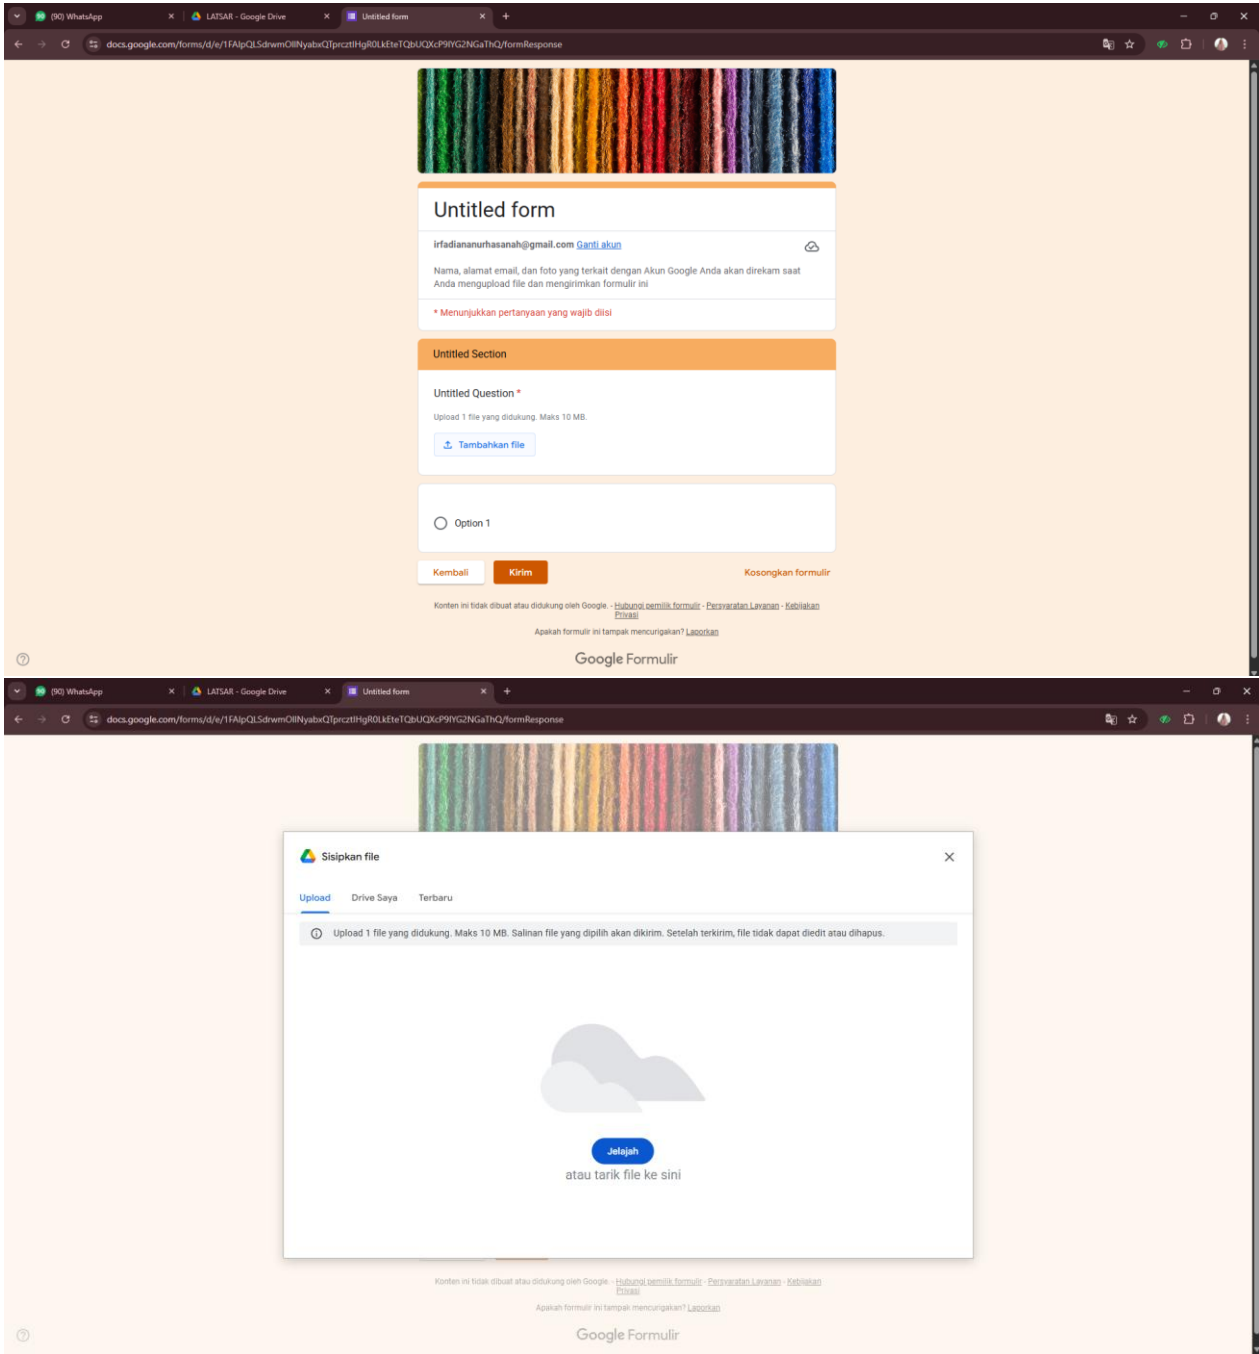 (90) WhatsApp
LATSAR - Google Drive
Untitled form
docs.google.com/forms/d/e/1FAIpQLSdrwmOllNyabxQTprcztIHgR0LkEteTQbUQXcP9IYG2NGaThQ/formResponse
Untitled form
irfadiananurhasanah@gmail.com Ganti akun
Nama, alamat email, dan foto yang terkait dengan Akun Google Anda akan direkam saat
Anda mengupload file dan mengirimkan formulir ini
* Menunjukkan pertanyaan yang wajib diisi
Untitled Section
Untitled Question *
Upload 1 file yang didukung. Maks 10 MB.
Tambahkan file
Option 1
Kembali
Kirim
Kosongkan formulir
Konten ini tidak dibuat atau didukung oleh Google. - Hubungi pemilik formulir - Persyaratan Layanan - Kebijakan
Privasi
Apakah formulir ini tampak mencurigakan? Laporkan
Google Formulir
(90) WhatsApp
LATSAR - Google Drive
Untitled form
docs.google.com/forms/d/e/1FAIpQLSdrwmOllNyabxQTprcztIHgR0LkEteTQbUQXcP9IYG2NGaThQ/formResponse
Sisipkan file
Upload
Drive Saya
Terbaru
Upload 1 file yang didukung. Maks 10 MB. Salinan file yang dipilih akan dikirim. Setelah terkirim, file tidak dapat diedit atau dihapus.
Jelajah
atau tarik file ke sini
Konten ini tidak dibuat atau didukung oleh Google. - Hubungi pemilik formulir - Persyaratan Layanan - Kebijakan
Privasi
Apakah formulir ini tampak mencurigakan? Laporkan
Google Formulir